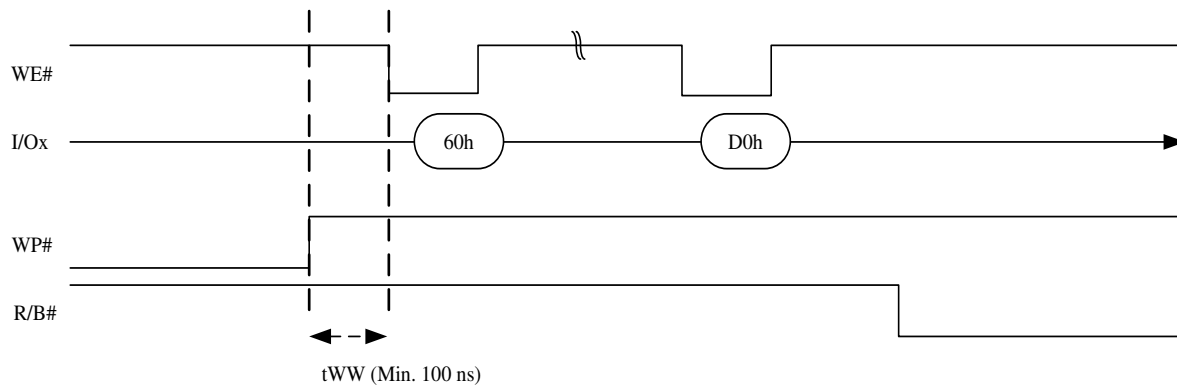 WE#
I/Ox
60h
D0h
WP#
R/B#
tWW (Min. 100 ns)